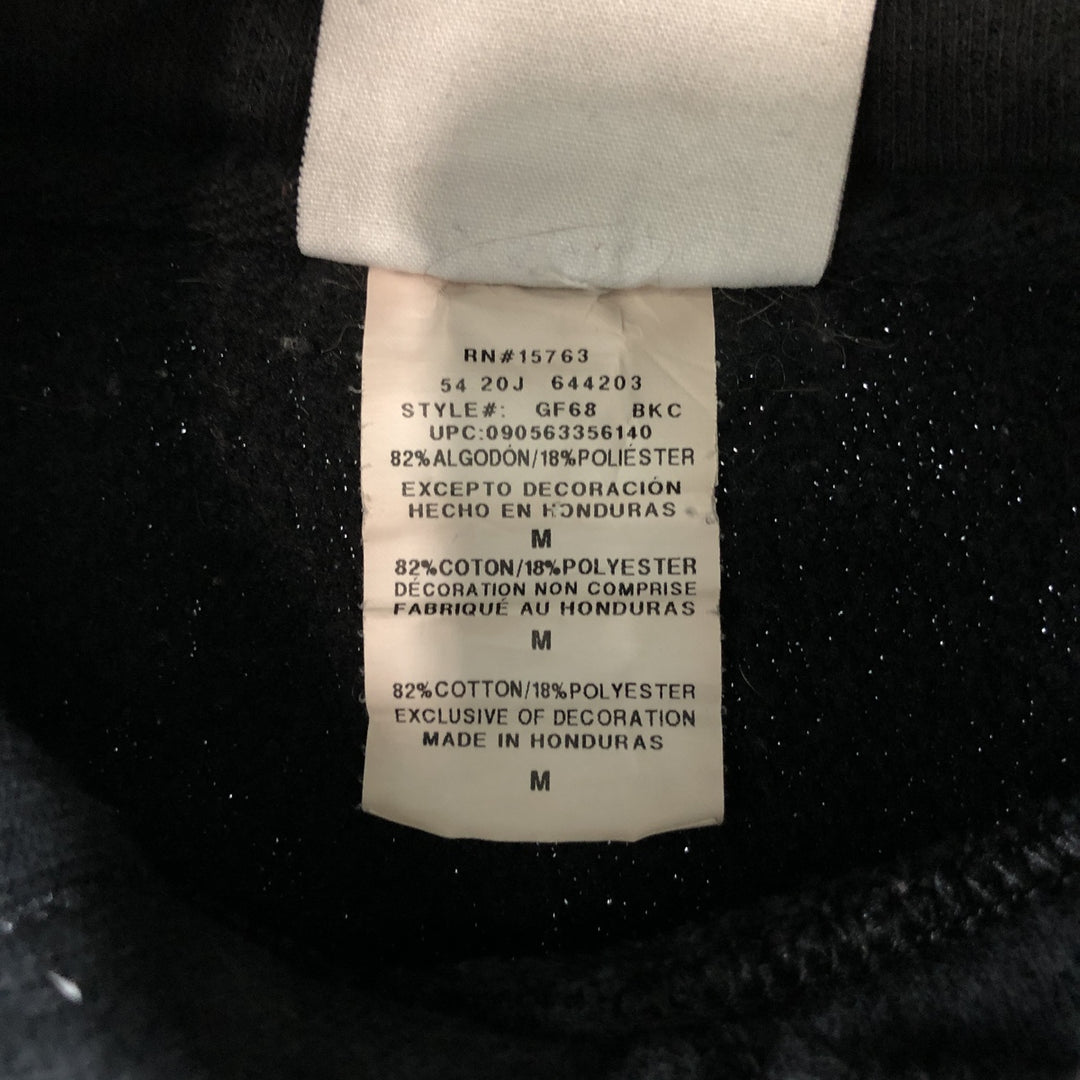 RN#15763
54 20J 644203
STYLE#: GF68 BKC
UPC:090563356140
82%ALGODÓN/18%POLIÉSTER
EXCEPTO DECORACIÓN
HECHO EN HONDURAS
M
82%COTON/18%POLYESTER
DÉCORATION NON COMPRISE
FABRIQUÉ AU HONDURAS
M
82%COTTON/18%POLYESTER
EXCLUSIVE OF DECORATION
MADE IN HONDURAS
M